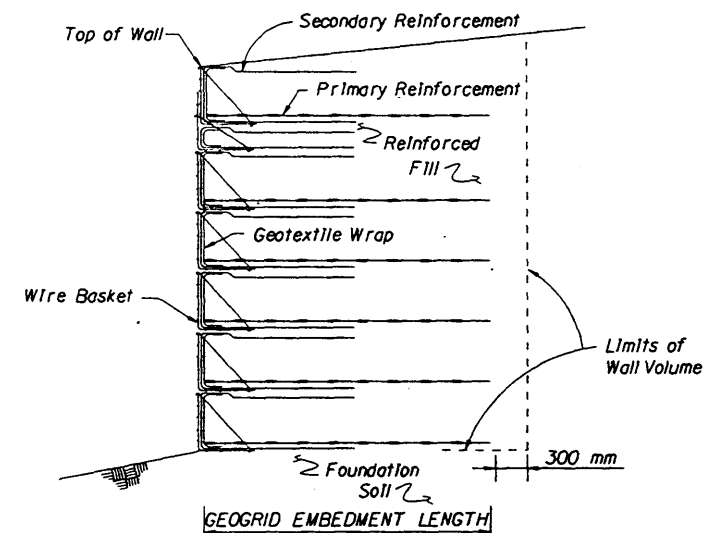 Secondary Reinforcement
Top of Wall
Primary Reinforcement
Reinforced
Fill
Geotextile Wrap
Wire Basket
Limits of
Wall Volume
300 mm
Foundation
Soil
GEOGRID EMBEDMENT LENGTH